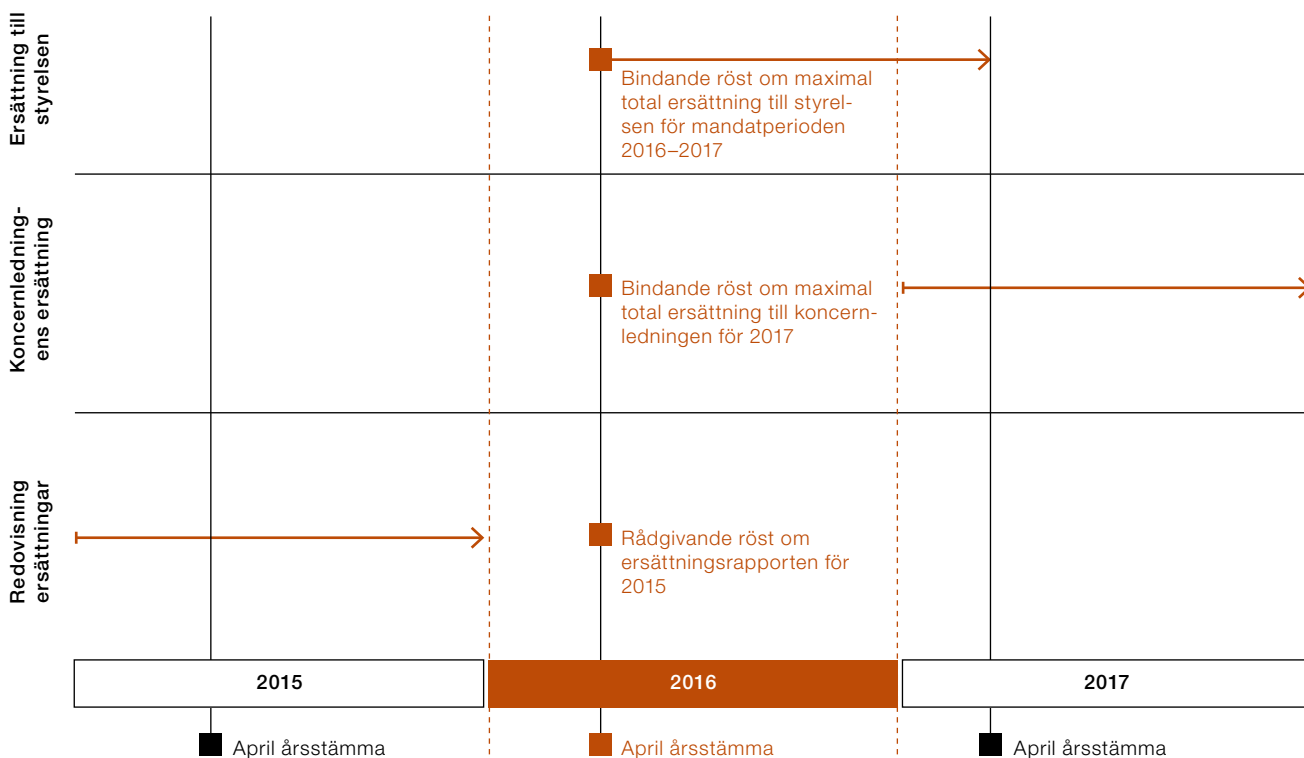 Ersättning till
styrelsen
Bindande röst om maximal
total ersättning till styrel-
sen för mandatperioden
2016–2017
Koncernledning-
ens ersättning
Bindande röst om maximal
total ersättning till koncern-
ledningen för 2017
Redovisning
ersättningar
Rådgivande röst om
ersättningsrapporten för
2015
2015
2016
2017
April årsstämma
April årsstämma
April årsstämma